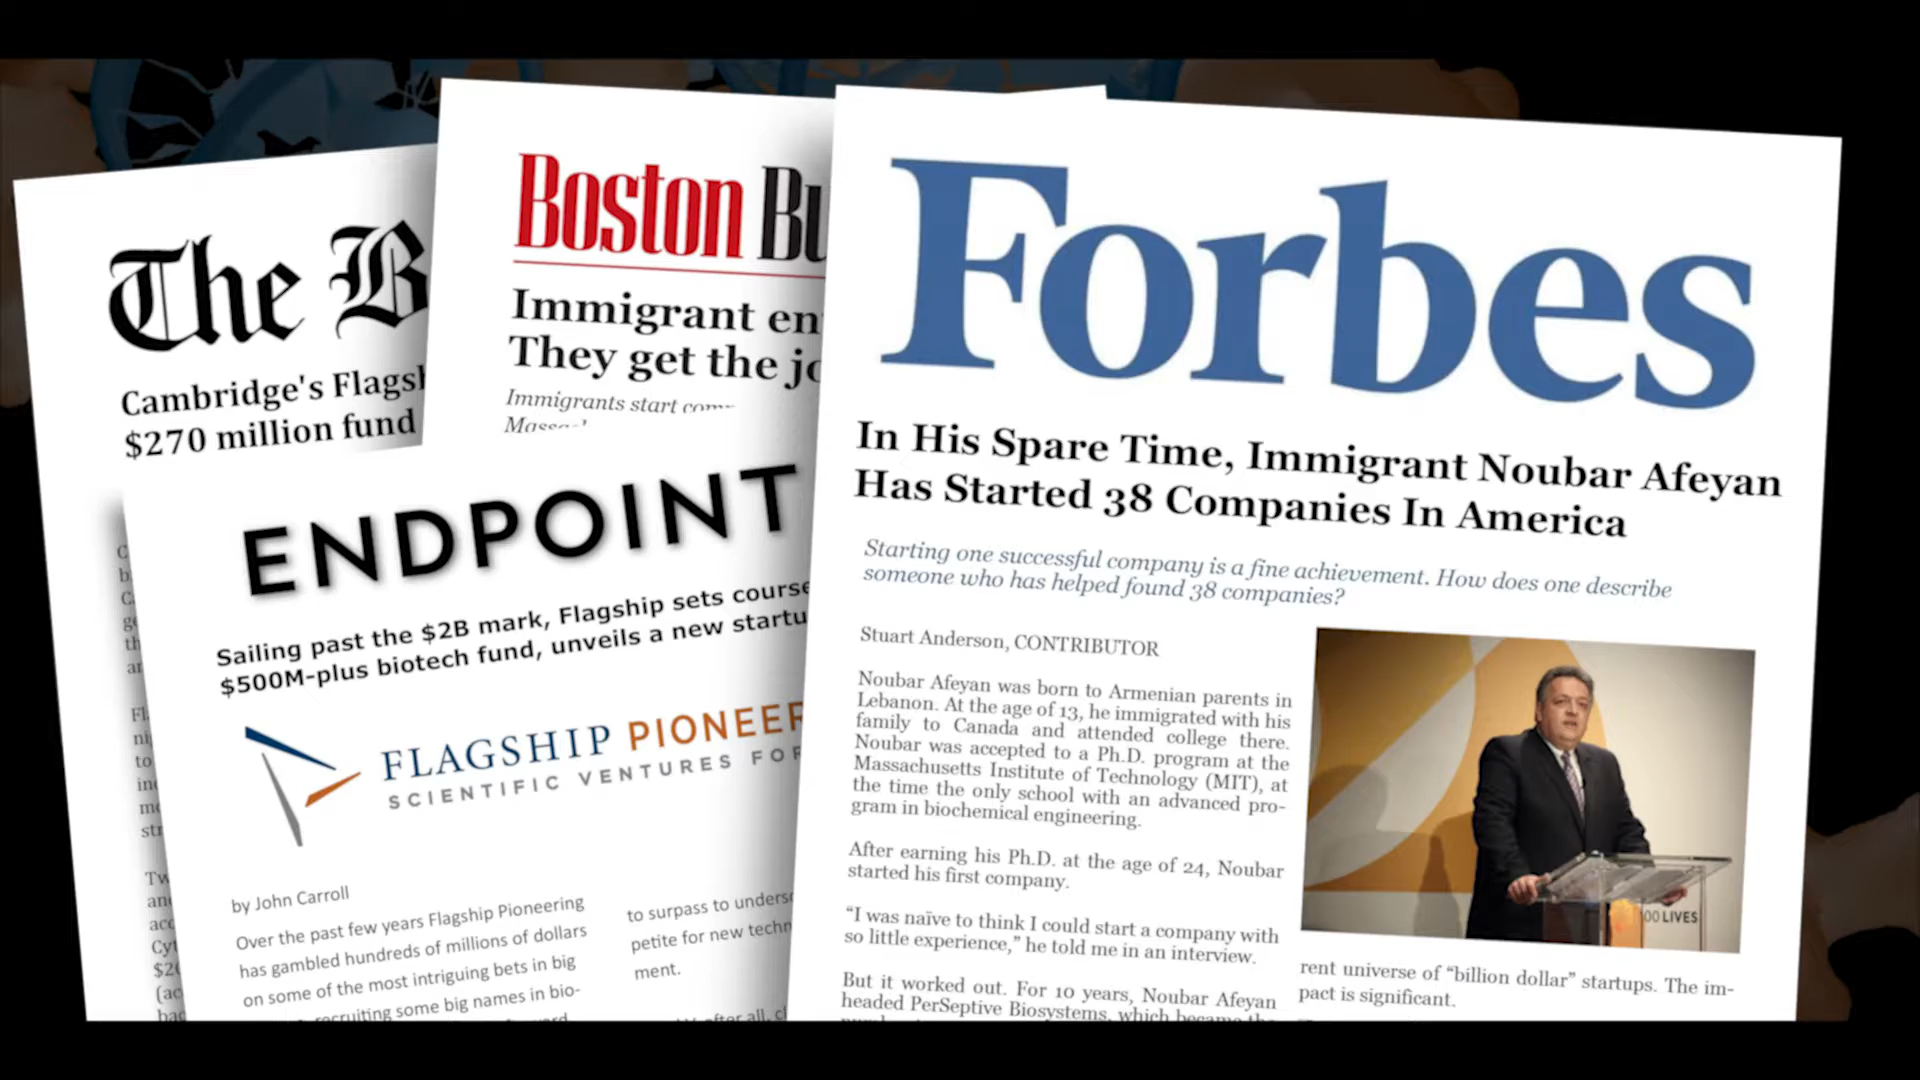 The B
Cambridge's Flagsh
$270 million fund
Boston Bu
Immigrant en
They get the jo
Immigrants start
ENDPOINT
Sailing past the $2B mark, Flagship sets course
$500M-plus biotech fund, unveils a new startu
FLAGSHIP PIONEER
SCIENTIFIC VENTURES FOR
by John Carroll
Over the past few years Flagship Pioneering
has gambled hundreds of millions of dollars
on some of the most intriguing bets in big
recruiting some big names in bio-
to surpass to undersc
petite for new techn
ment.
after all, cl
Forbes
In His Spare Time, Immigrant Noubar Afeyan
Has Started 38 Companies In America
Starting one successful company is a fine achievement. How does one describe
someone who has helped found 38 companies?
Stuart Anderson, CONTRIBUTOR
Noubar Afeyan was born to Armenian parents in
Lebanon. At the age of 13, he immigrated with his
family to Canada and attended college there.
Noubar was accepted to a Ph.D. program at the
Massachusetts Institute of Technology (MIT), at
the time the only school with an advanced pro-
gram in biochemical engineering.
After earning his Ph.D. at the age of 24, Noubar
started his first company.
“I was naïve to think I could start a company with
so little experience,” he told me in an interview.
But it worked out. For 10 years, Noubar Afeyan
headed PerSeptive Biosystems, which became the
00 LIVES
rent universe of “billion dollar” startups. The im-
pact is significant.